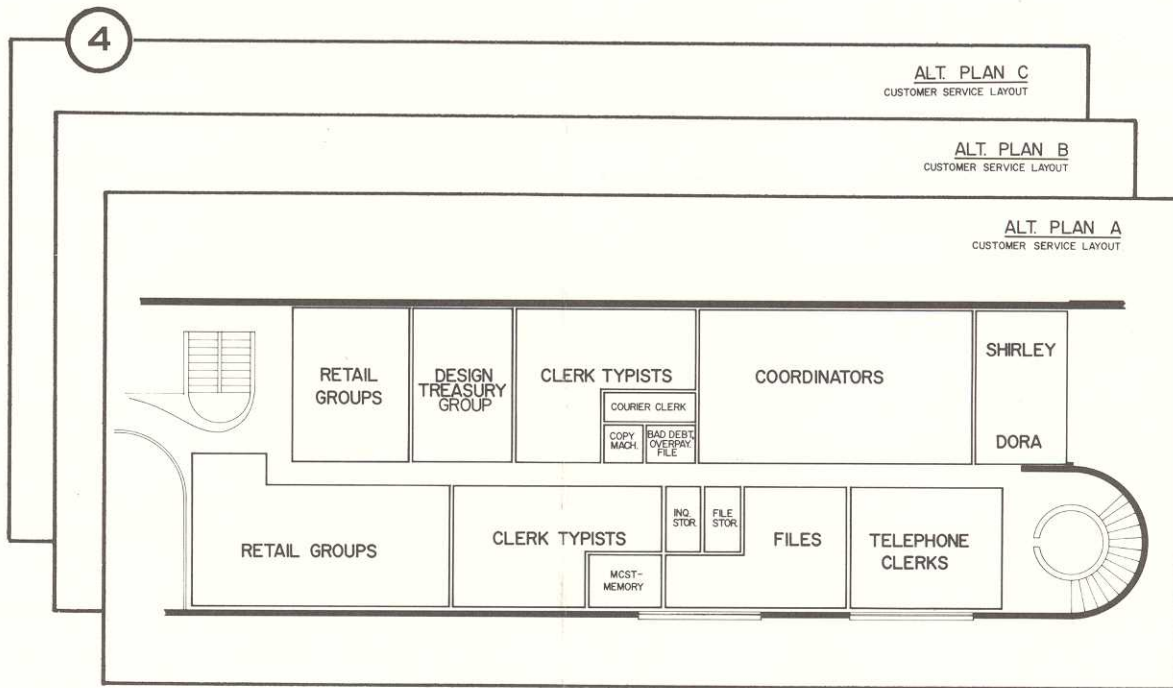 4
ALT. PLAN C
CUSTOMER SERVICE LAYOUT
ALT. PLAN B
CUSTOMER SERVICE LAYOUT
ALT. PLAN A
CUSTOMER SERVICE LAYOUT
RETAIL
GROUPS
DESIGN
TREASURY
GROUP
CLERK TYPISTS
COURIER CLERK
COPY
MACH.
BAD DEBT,
OVERPAY.
FILE
COORDINATORS
SHIRLEY
DORA
RETAIL GROUPS
CLERK TYPISTS
MCST-
MEMORY
INQ.
STOR.
FILE
STOR.
FILES
TELEPHONE
CLERKS